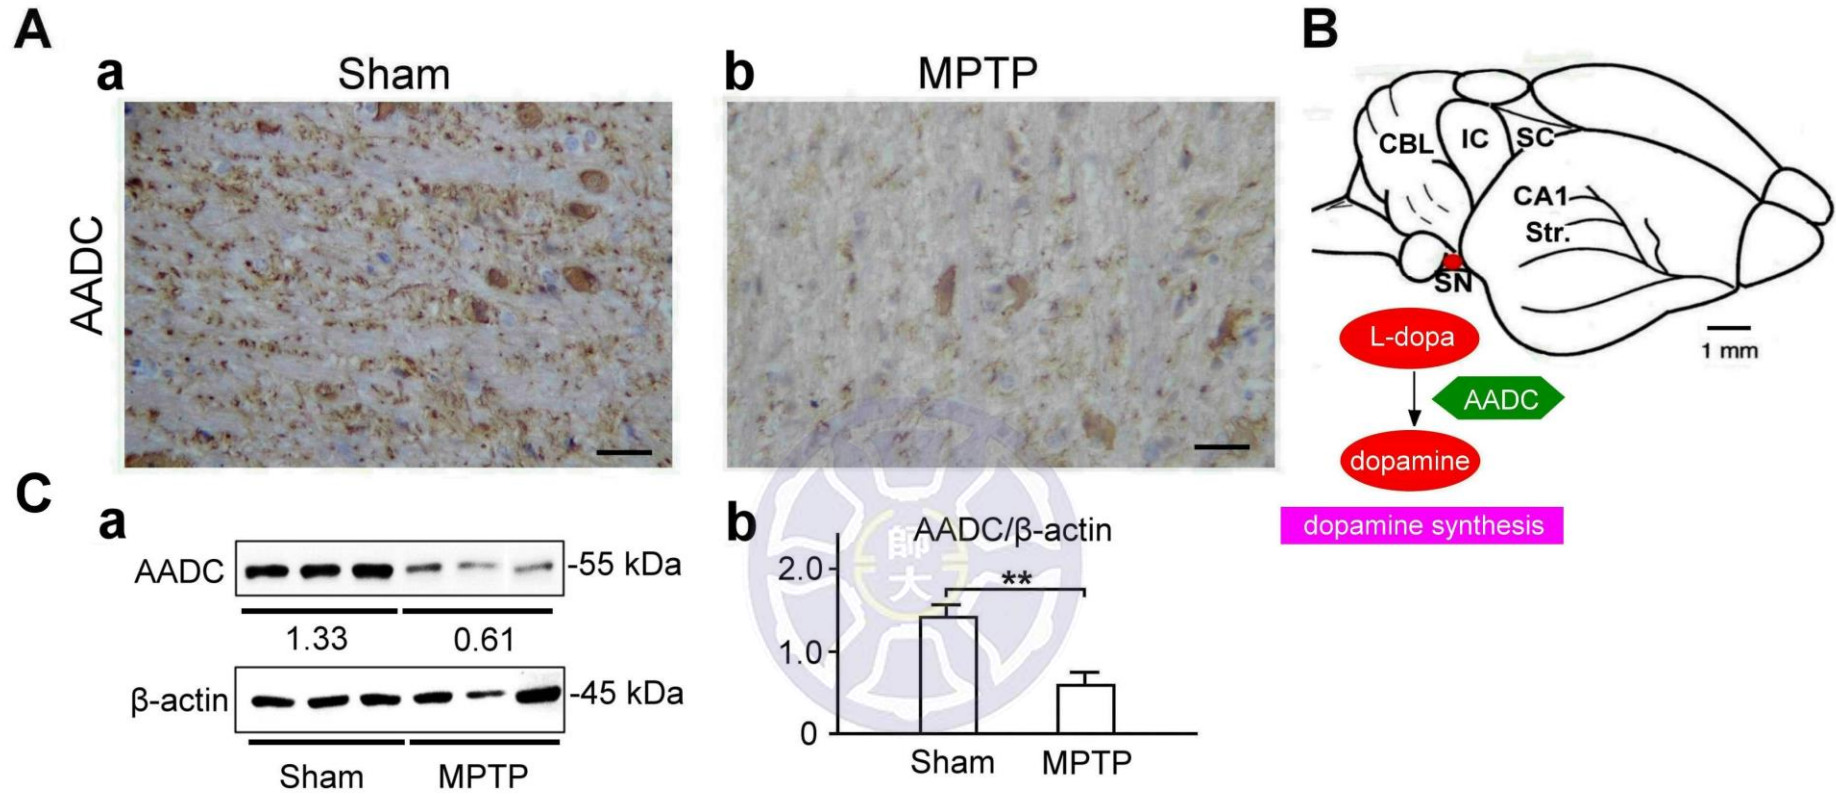 A
a
Sham
b
MPTP
AADC
B
CBL
IC
SC
CA1
Str.
SN
1 mm
L-dopa
AADC
dopamine
dopamine synthesis
C
a
AADC
-55 kDa
1.33
0.61
β-actin
-45 kDa
Sham
MPTP
b
AADC/β-actin
2.0
**
1.0
0
Sham
MPTP
師大